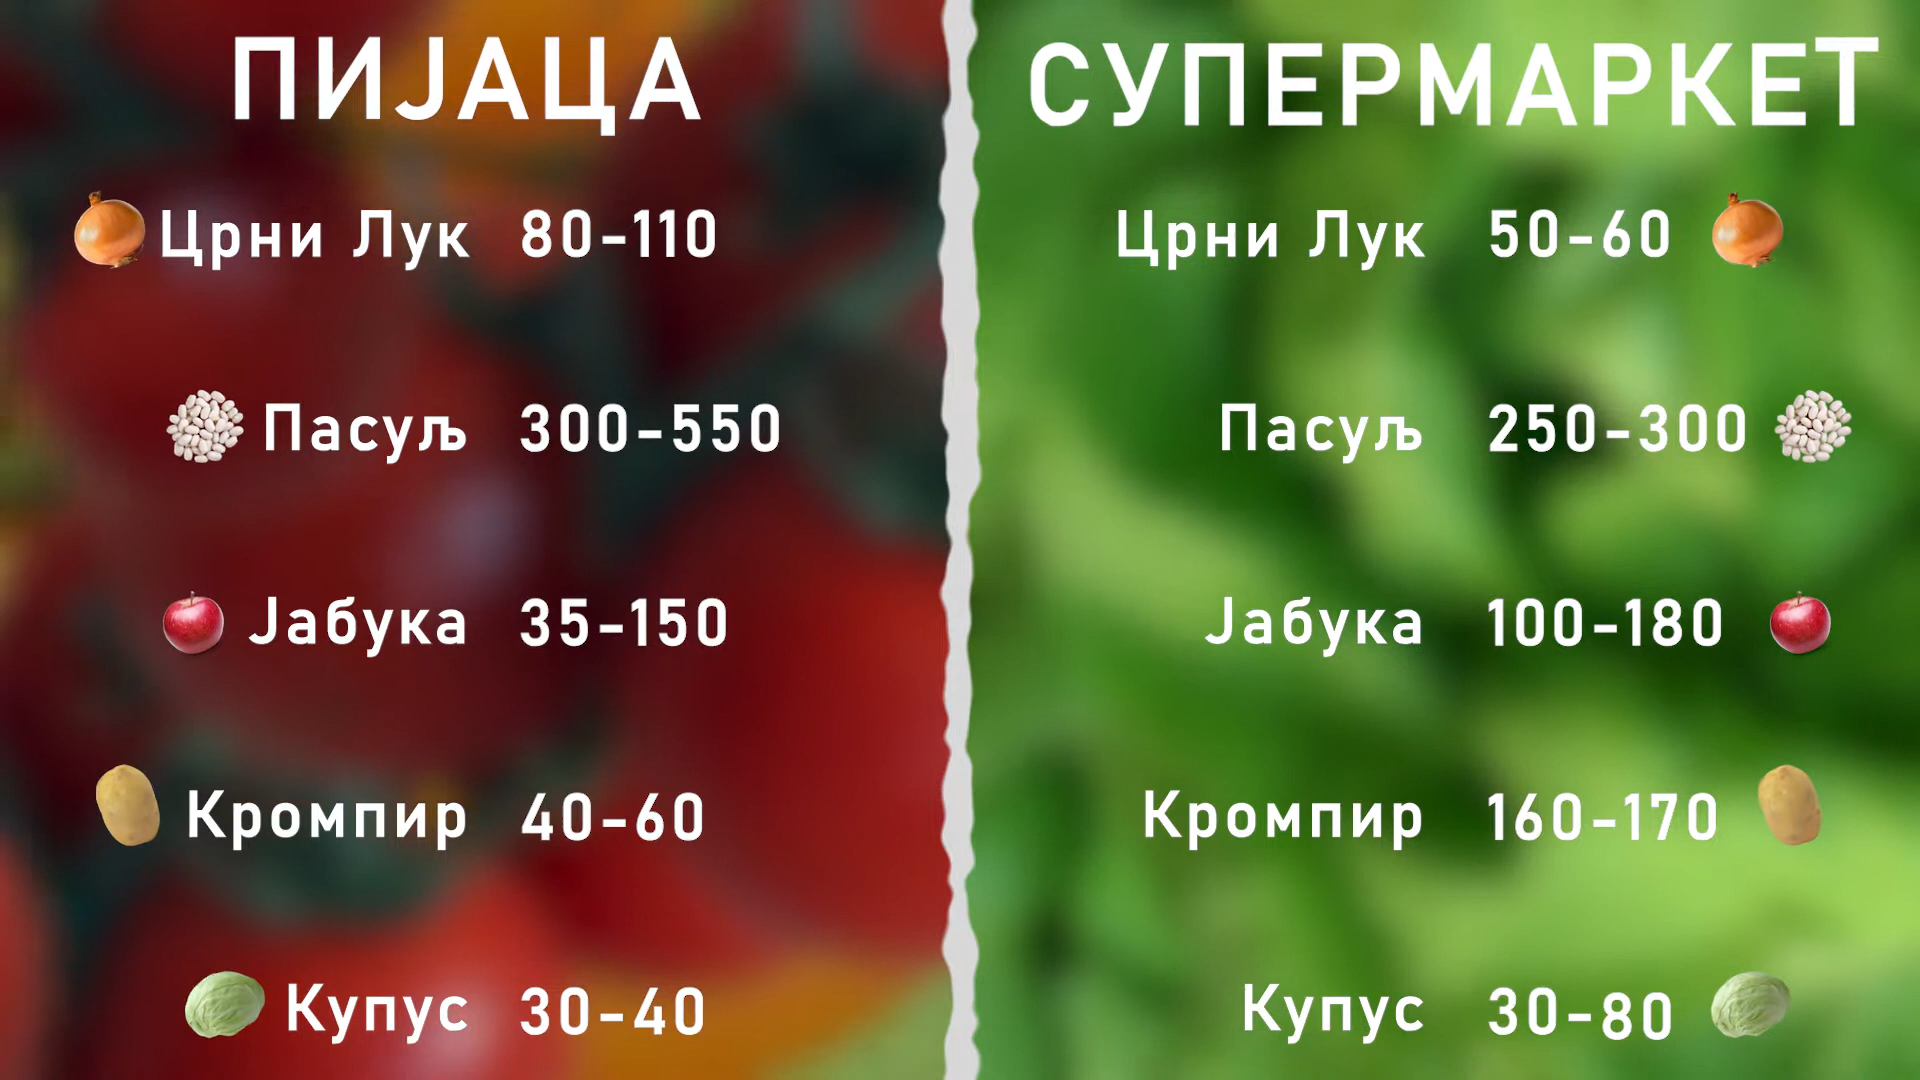 ПИЈАЦА
Црни Лук 80-110
Пасуљ 300-550
Јабука 35-150
Кромпир 40-60
Купус 30-40
СУПЕРМАРКЕТ
Црни Лук 50-60
Пасуљ 250-300
Јабука 100-180
Кромпир 160-170
Купус 30-80